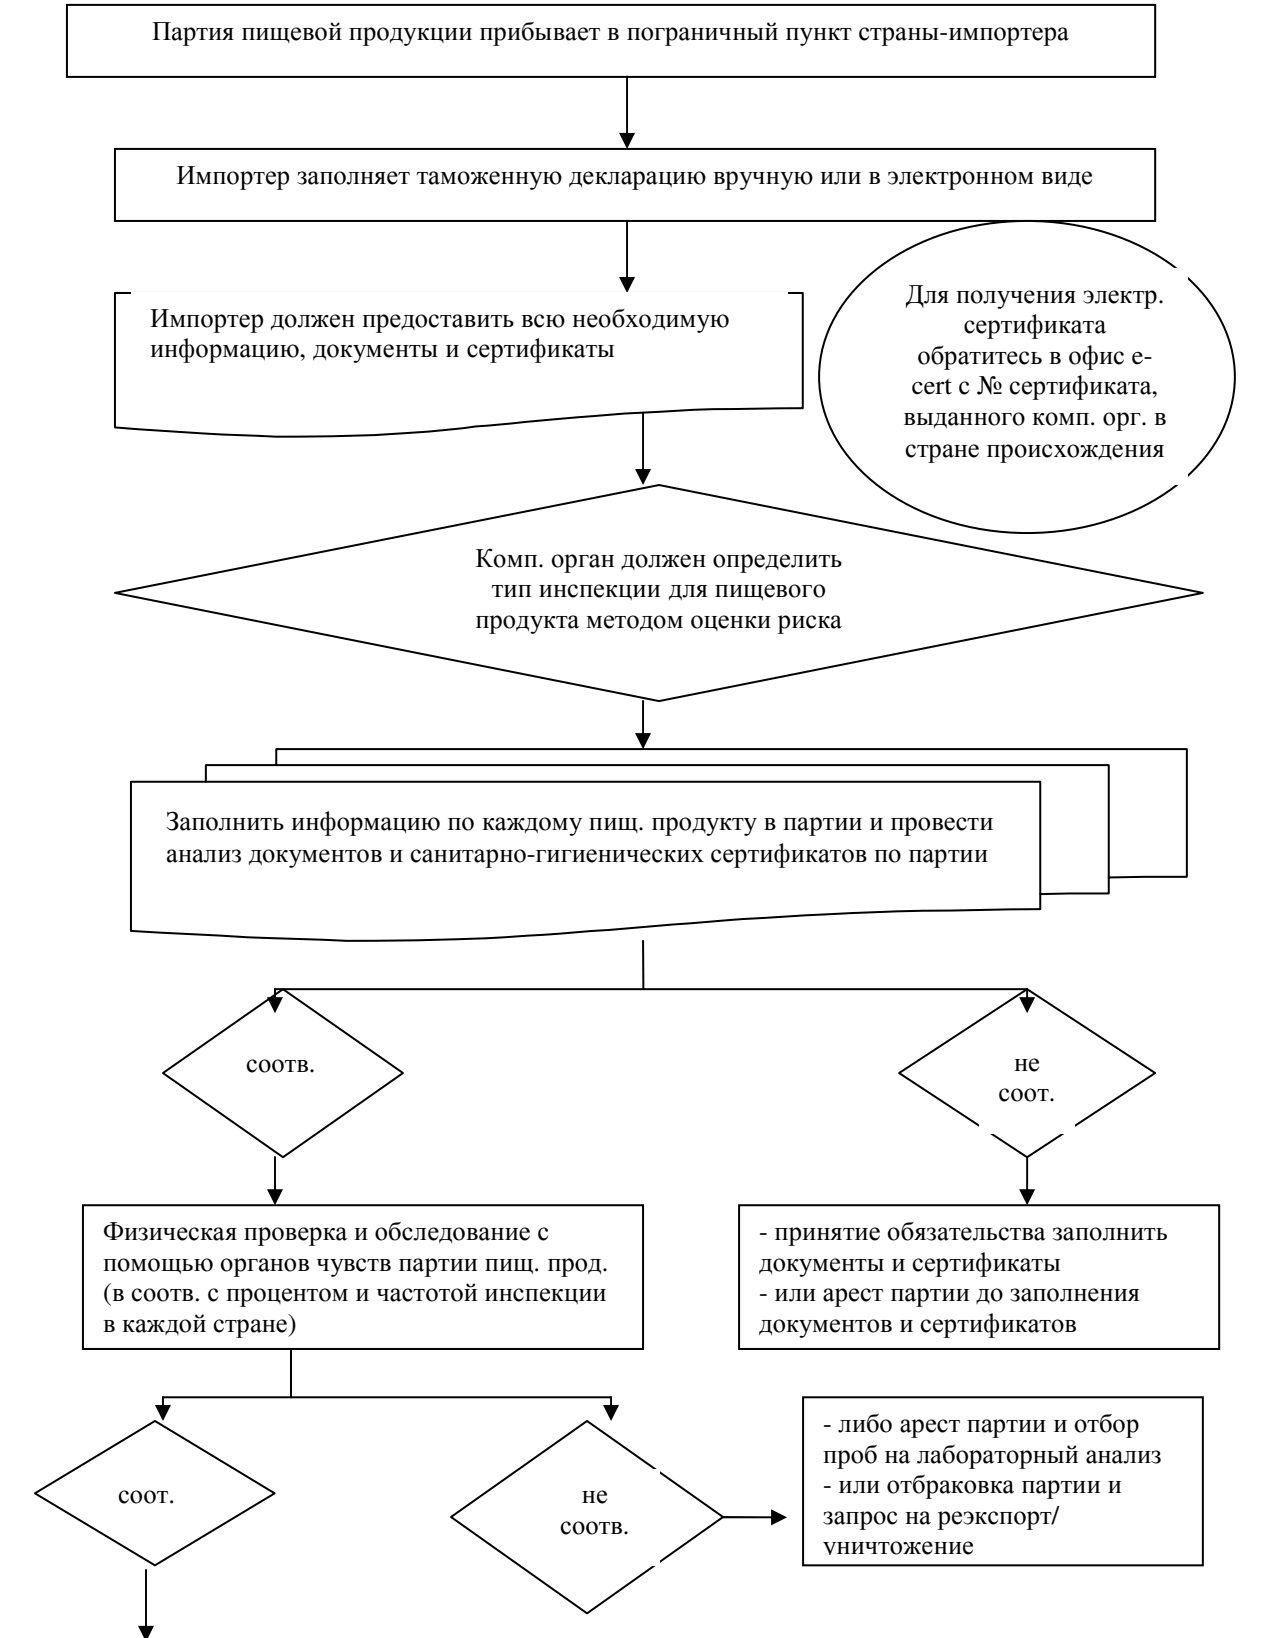 Партия пищевой продукции прибывает в пограничный пункт страны-импортера
Импортер заполняет таможенную декларацию вручную или в электронном виде
Импортер должен предоставить всю необходимую
информацию, документы и сертификаты
Для получения электр.
сертификата
обратитесь в офис e-
cert с № сертификата,
выданного комп. орг. в
стране происхождения
Комп. орган должен определить
тип инспекции для пищевого
продукта методом оценки риска
Заполнить информацию по каждому пищ. продукту в партии и провести
анализ документов и санитарно-гигиенических сертификатов по партии
соотв.
не
соот.
Физическая проверка и обследование с
помощью органов чувств партии пищ. прод.
(в соотв. с процентом и частотой инспекции
в каждой стране)
- принятие обязательства заполнить
документы и сертификаты
- или арест партии до заполнения
документов и сертификатов
соот.
не
соотв.
- либо арест партии и отбор
проб на лабораторный анализ
- или отбраковка партии и
запрос на реэкспорт/
уничтожение